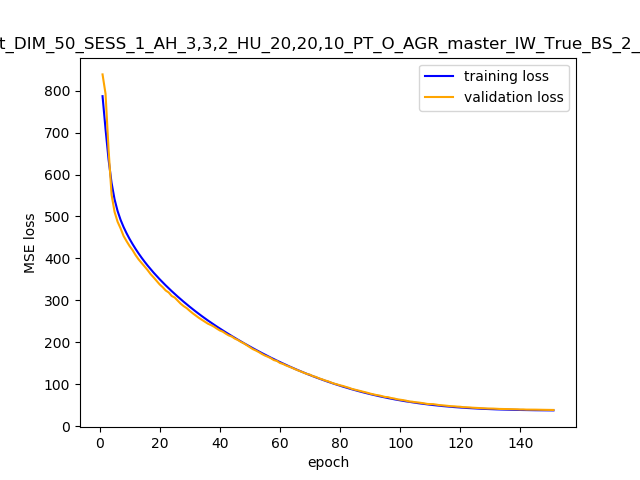 t_DIM_50_SESS_1_AH_3,3,2_HU_20,20,10_PT_O_AGR_master_IW_True_BS_2_
training loss
validation loss
800
700
600
500
400
300
200
100
0
MSE loss
0 20 40 60 80 100 120 140
epoch